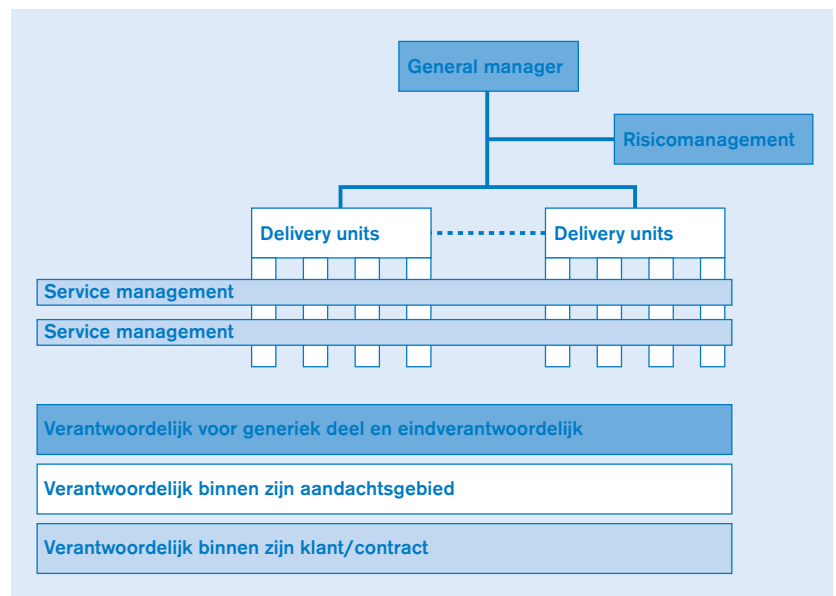 General manager
Risicomanagement
Delivery units
Delivery units
Service management
Service management
Verantwoordelijk voor generiek deel en eindverantwoordelijk
Verantwoordelijk binnen zijn aandachtsgebied
Verantwoordelijk binnen zijn klant/contract